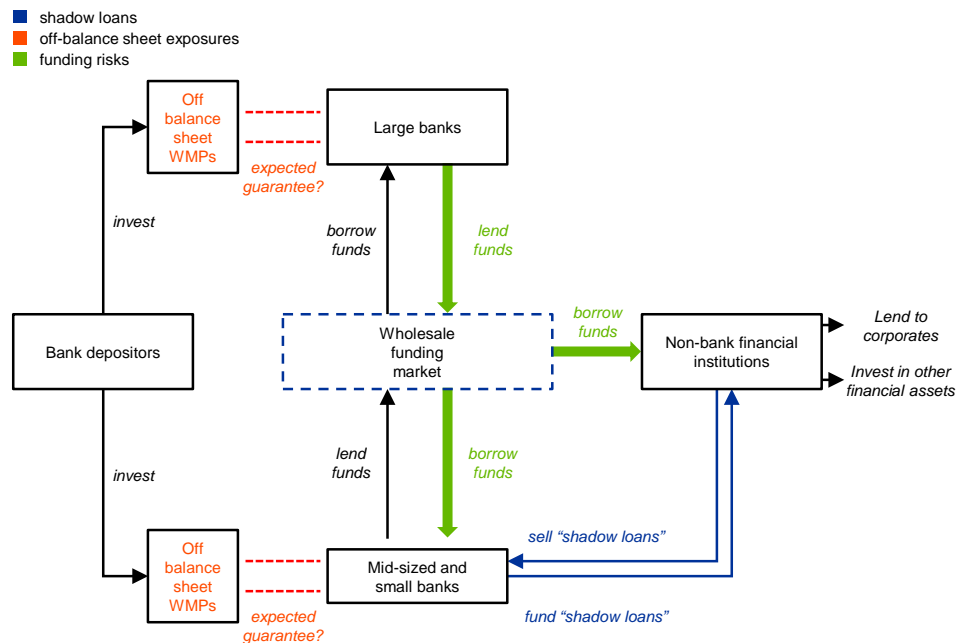 shadow loans
off-balance sheet exposures
funding risks
Off
balance
sheet
WMPs
expected
guarantee?
Large banks
invest
borrow
funds
lend
funds
Bank depositors
Wholesale
funding
market
borrow
funds
Non-bank financial
institutions
Lend to
corporates
Invest in other
financial assets
invest
lend
funds
borrow
funds
sell “shadow loans”
Off
balance
sheet
WMPs
expected
guarantee?
Mid-sized and
small banks
fund “shadow loans”